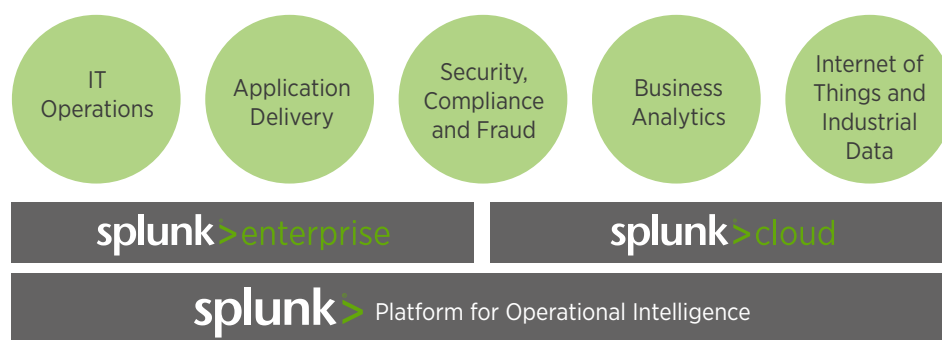 IT
Operations
Application
Delivery
Security,
Compliance
and Fraud
Business
Analytics
Internet of
Things and
Industrial
Data
splunk>enterprise
splunk>cloud
splunk> Platform for Operational Intelligence